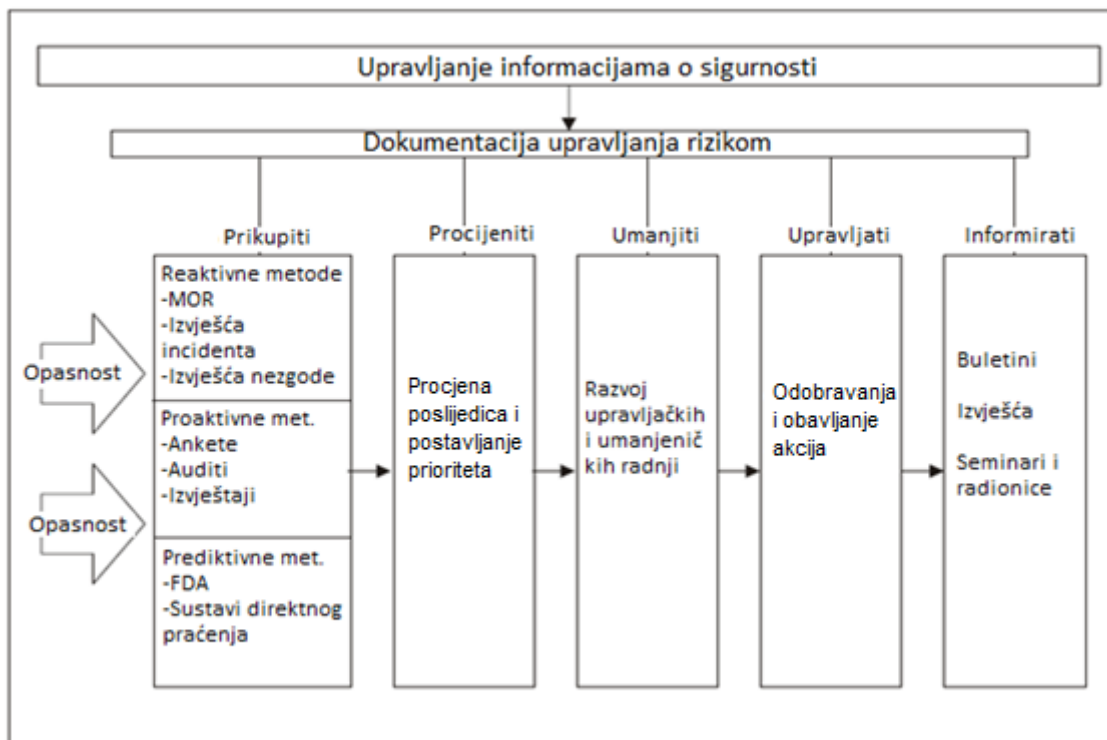 Upravljanje informacijama o sigurnosti
Dokumentacija upravljanja rizikom
Prikupiti
Procijeniti
Umanjiti
Upravljati
Informirati
Opasnost
Opasnost
Reaktivne metode
-MOR
-Izvješća
incidenta
-Izvješća nezgode
Proaktivne met.
-Ankete
-Auditi
-Izvještaji
Prediktivne met.
-FDA
-Sustavi direktnog
praćenja
Procjena
poslijedica i
postavljanje
prioriteta
Razvoj
upravljačkih
i umanjenič
kih radnji
Odobravanja
i obavljanje
akcija
Buletini
Izvješća
Seminari i
radionice